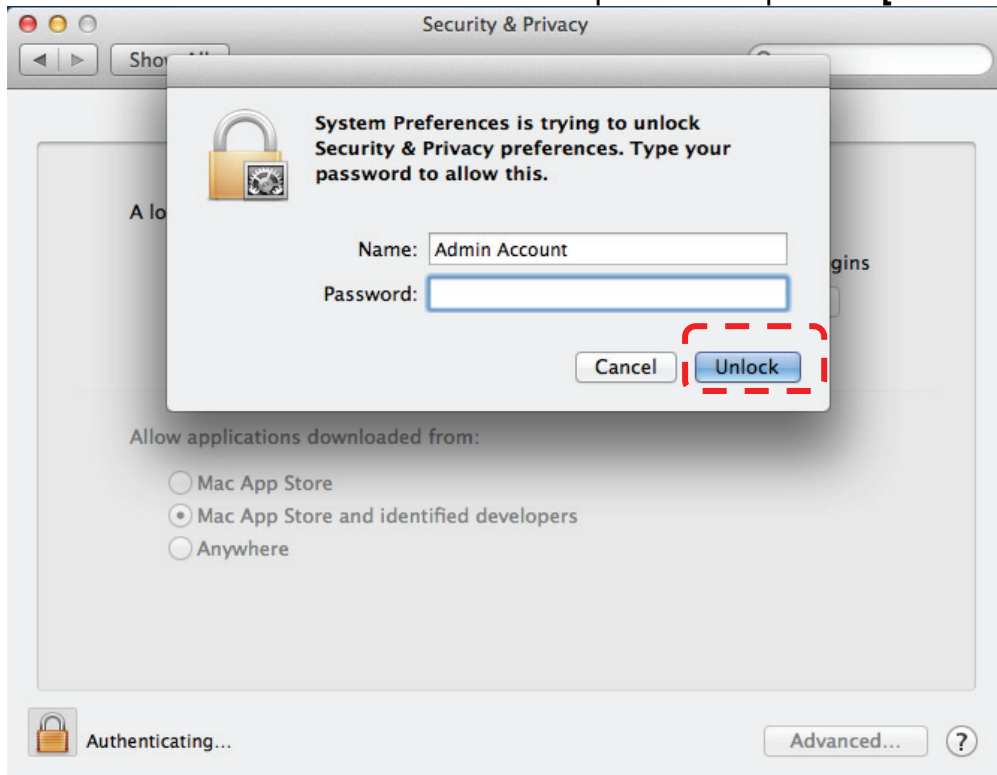 Security & Privacy
Sho
System Preferences is trying to unlock
Security & Privacy preferences. Type your
password to allow this.
A lo
Name: Admin Account
gins
Password:
Cancel Unlock
Allow applications downloaded from:
Mac App Store
Mac App Store and identified developers
Anywhere
Authenticating...
Advanced... ?